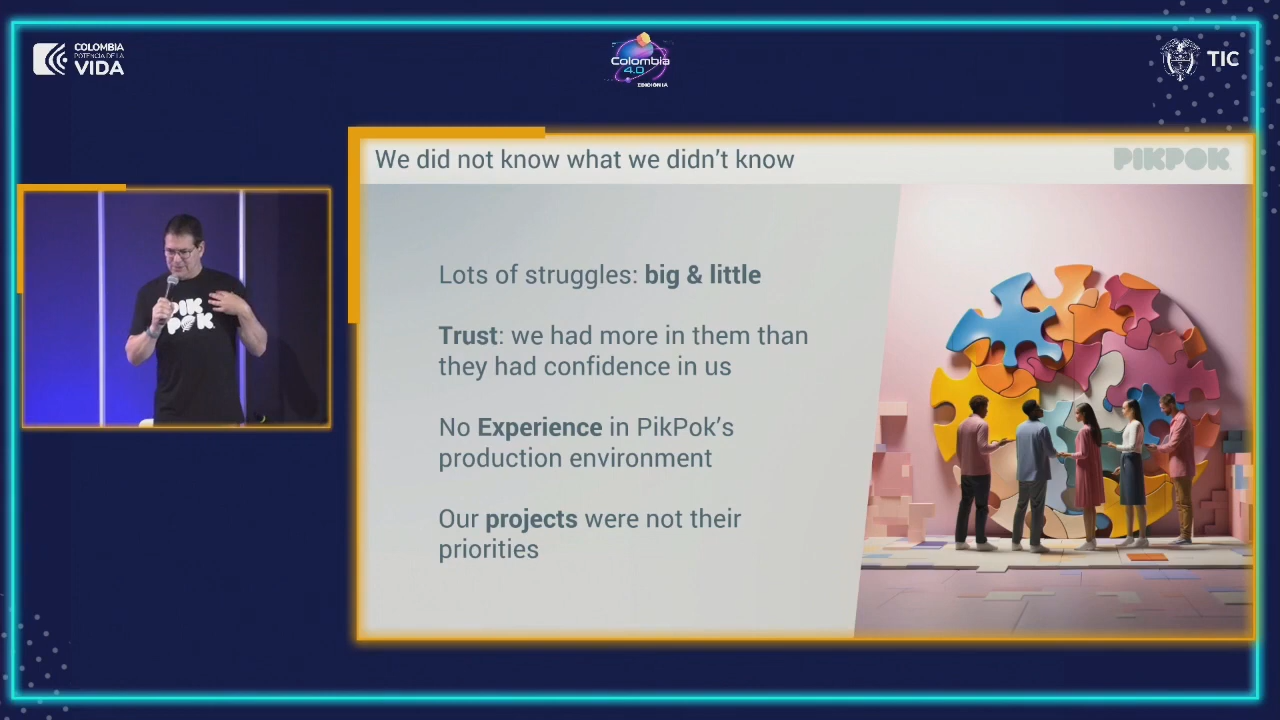 COLOMBIA
POTENCIA DE LA
VIDA
Colombia
4.0
TIC
We did not know what we didn't know
PIKPOK
PIK
POK
Lots of struggles: big & little
Trust: we had more in them than
they had confidence in us
No Experience in PikPok's
production environment
Our projects were not their
priorities